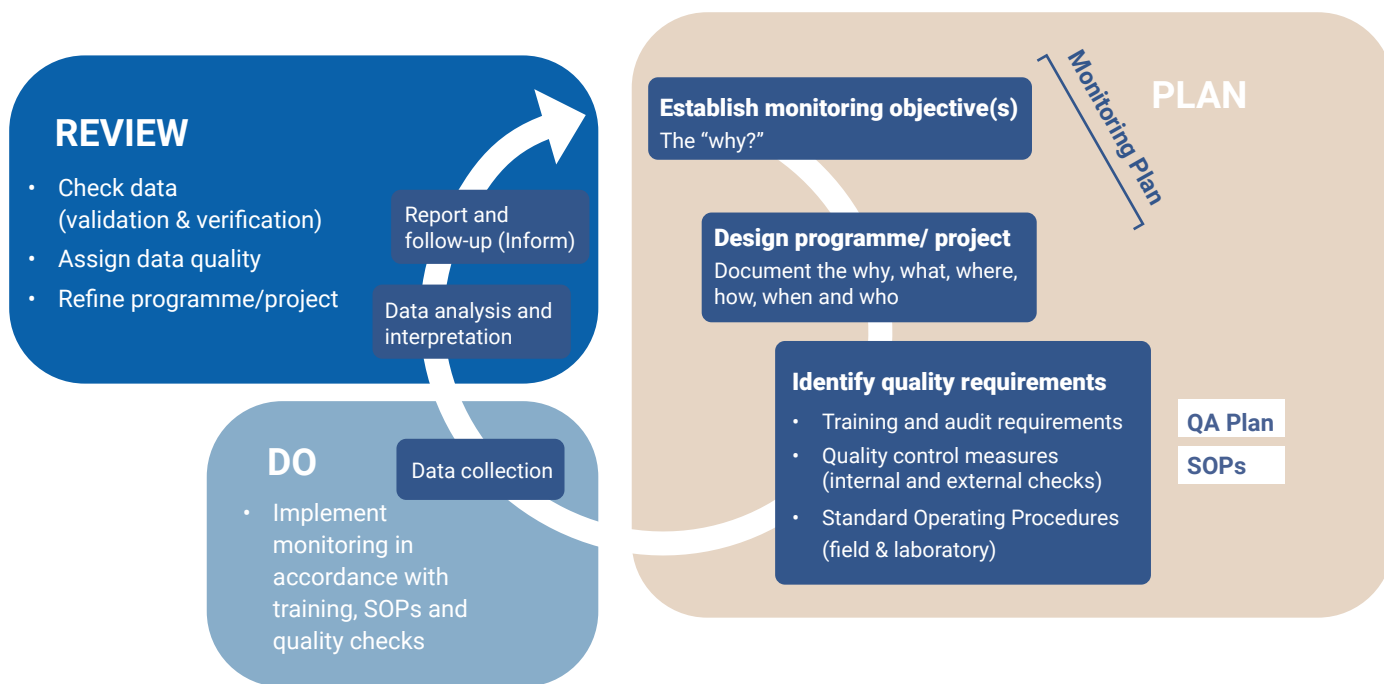 REVIEW
• Check data
(validation & verification)
• Assign data quality
• Refine programme/project
Report and
follow-up (Inform)
Data analysis and
interpretation
DO
Data collection
• Implement
monitoring in
accordance with
training, SOPs and
quality checks
PLAN
Monitoring Plan
Establish monitoring objective(s)
The “why?”
Design programme/ project
Document the why, what, where,
how, when and who
Identify quality requirements
• Training and audit requirements
• Quality control measures
(internal and external checks)
• Standard Operating Procedures
(field & laboratory)
QA Plan
SOPs